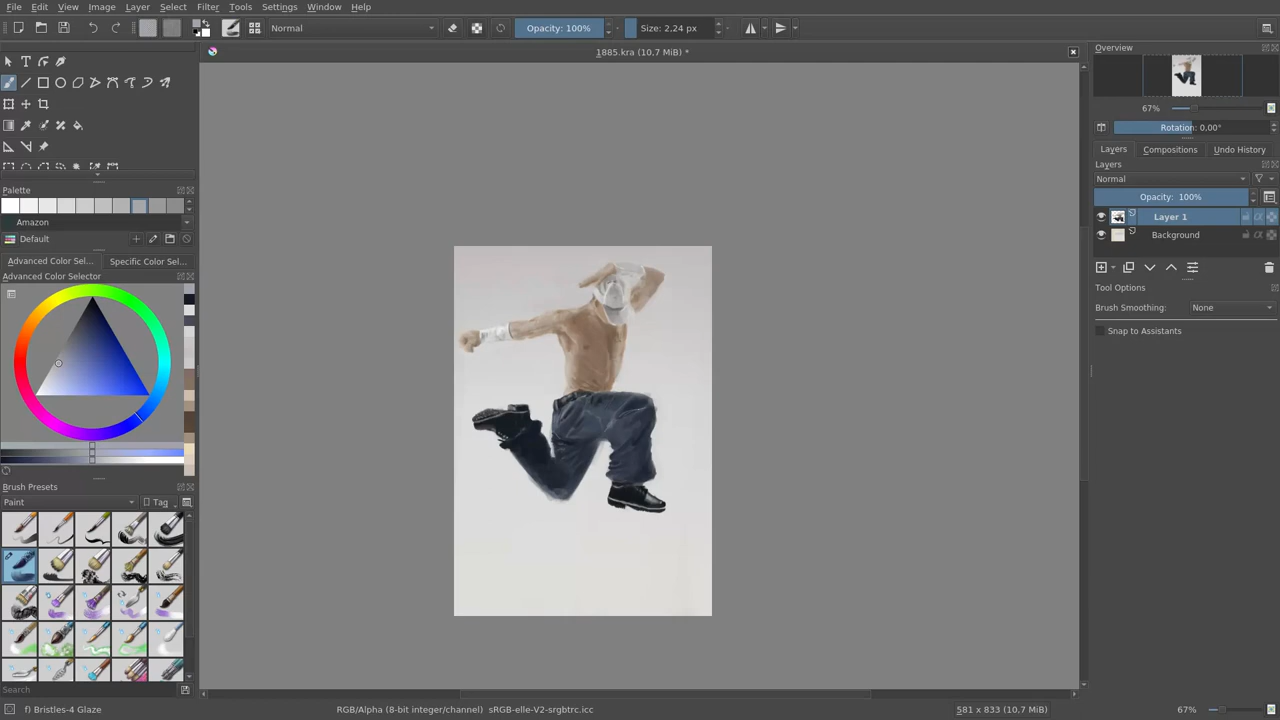 File Edit View Image Layer Select Filter Tools Settings Window Help
Normal
Opacity: 100%
Size: 2.24 px
1885.kra (10,7 MiB) *
Overview
67%
Rotation: 0,00°
Layers Compositions Undo History
Layers
Normal
Opacity: 100%
Layer 1
Background
Tool Options
Brush Smoothing: None
Snap to Assistants
Palette
Amazon
Default
Advanced Color Sel... Specific Color Sel...
Advanced Color Selector
Brush Presets
Paint
Tag
Search
f) Bristles-4 Glaze
RGB/Alpha (8-bit integer/channel) sRGB-elle-V2-srgbtrc.icc
581 x 833 (10,7 MiB)
67%